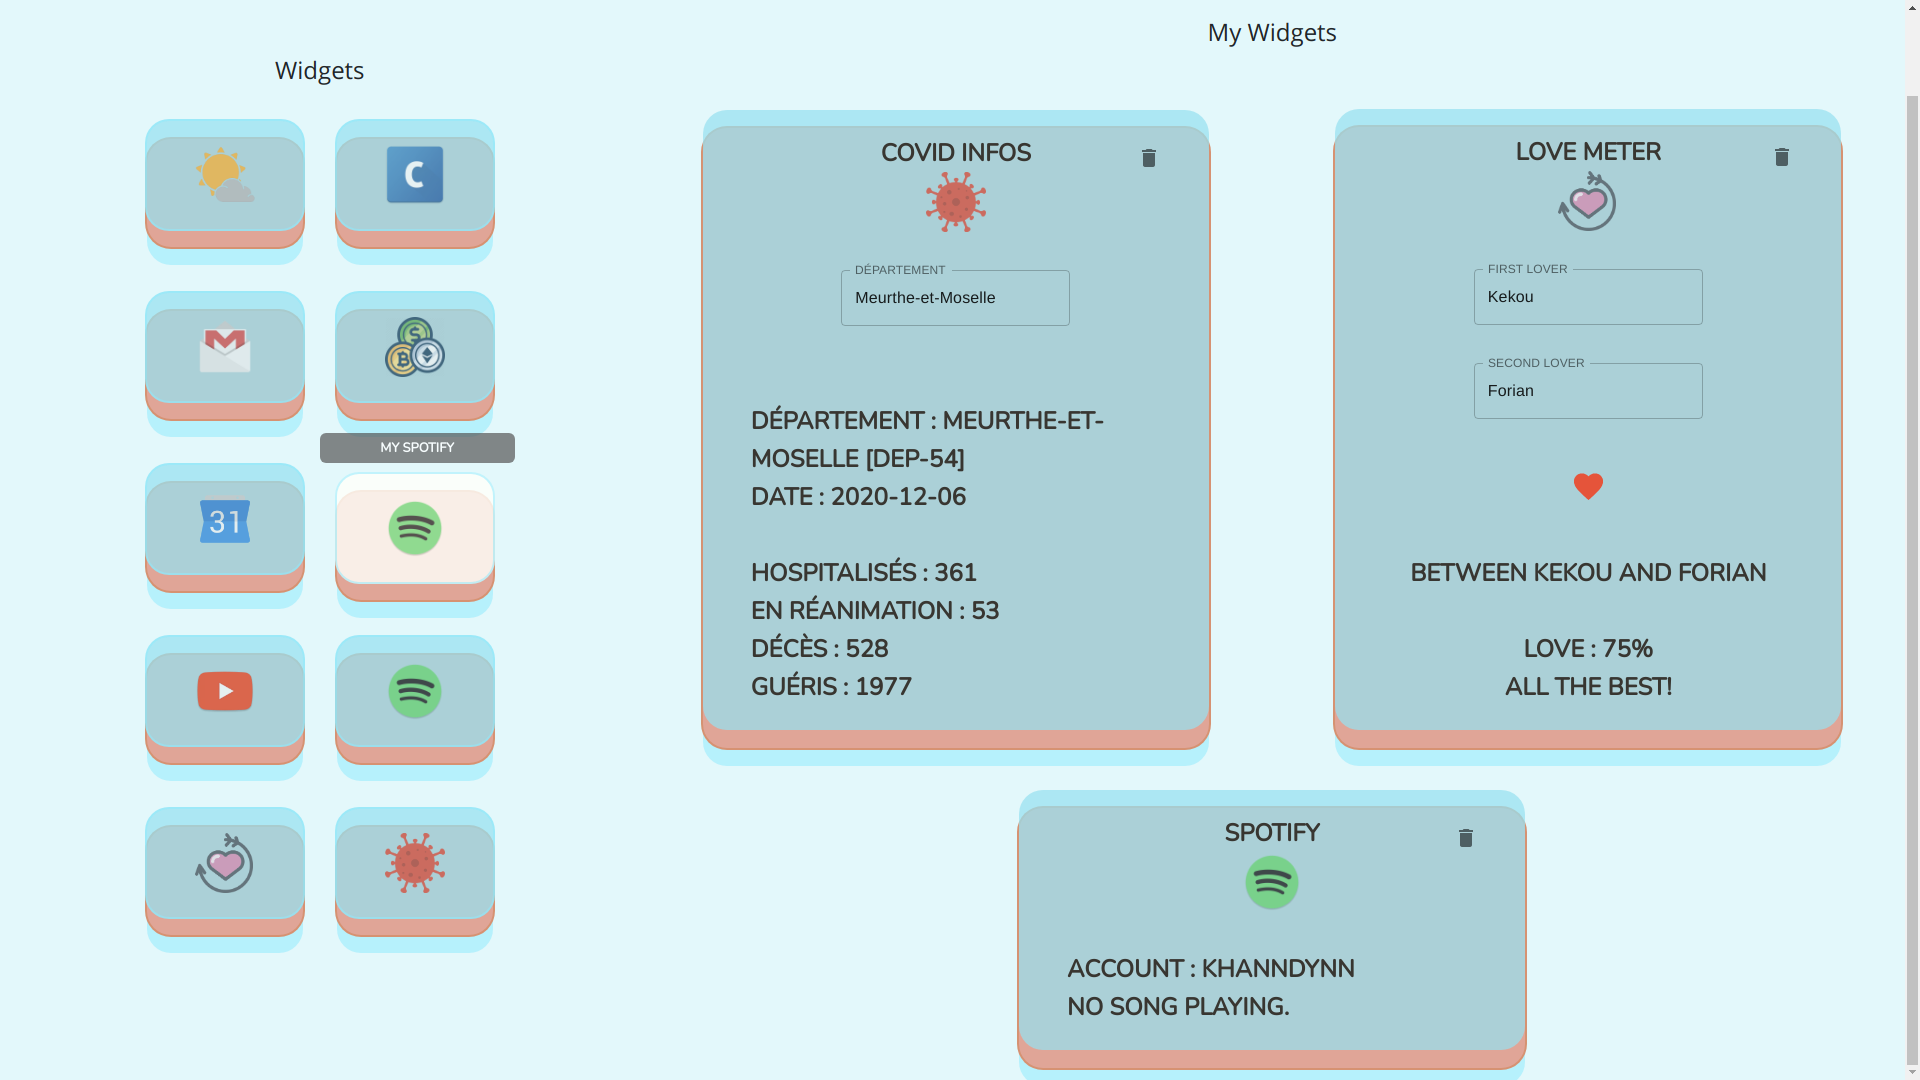 My Widgets
Widgets
C
31
MY SPOTIFY
COVID INFOS
DÉPARTEMENT
Meurthe-et-Moselle
DÉPARTEMENT : MEURTHE-ET-
MOSELLE [DEP-54]
DATE : 2020-12-06
HOSPITALISÉS : 361
EN RÉANIMATION : 53
DÉCÈS : 528
GUÉRIS : 1977
LOVE METER
FIRST LOVER
Kekou
SECOND LOVER
Forian
BETWEEN KEKOU AND FORIAN
LOVE : 75%
ALL THE BEST!
SPOTIFY
ACCOUNT : KHANNDYNN
NO SONG PLAYING.